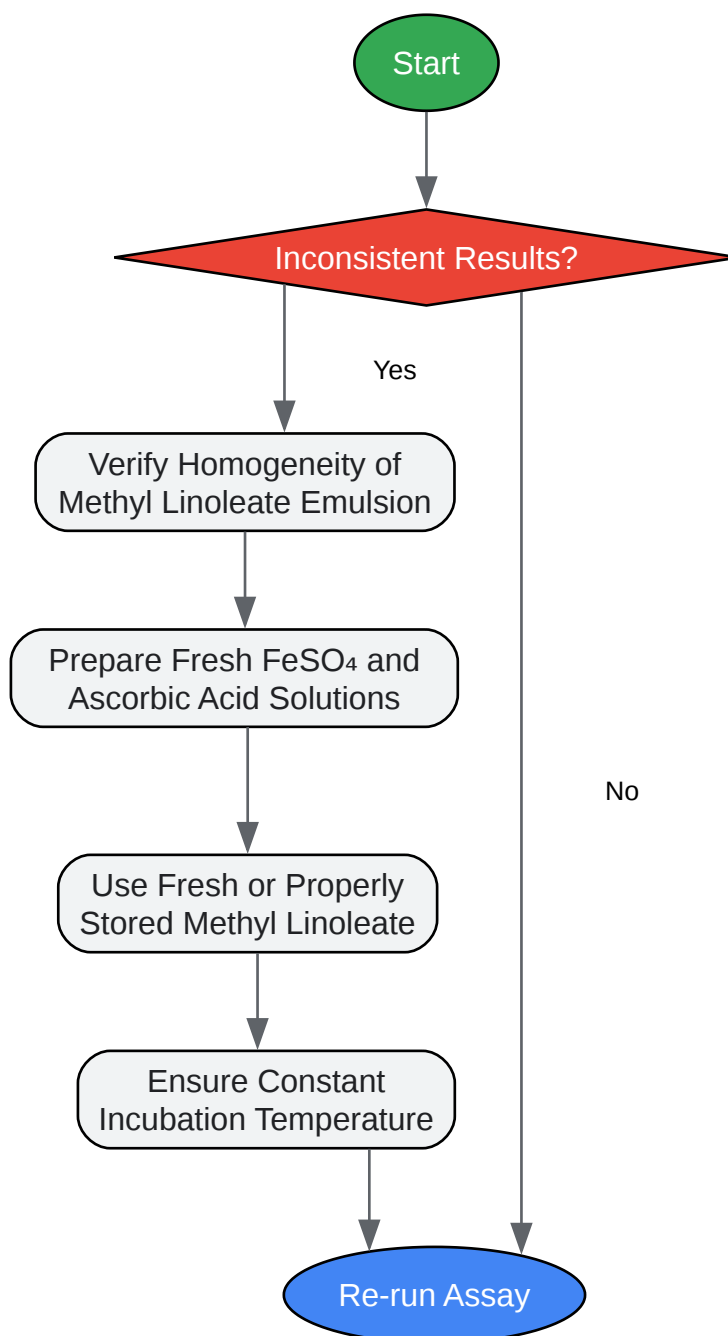 Start
Inconsistent Results?
Yes
Verify Homogeneity of
Methyl Linoleate Emulsion
Prepare Fresh FeSO₄ and
Ascorbic Acid Solutions
No
Use Fresh or Properly
Stored Methyl Linoleate
Ensure Constant
Incubation Temperature
Re-run Assay